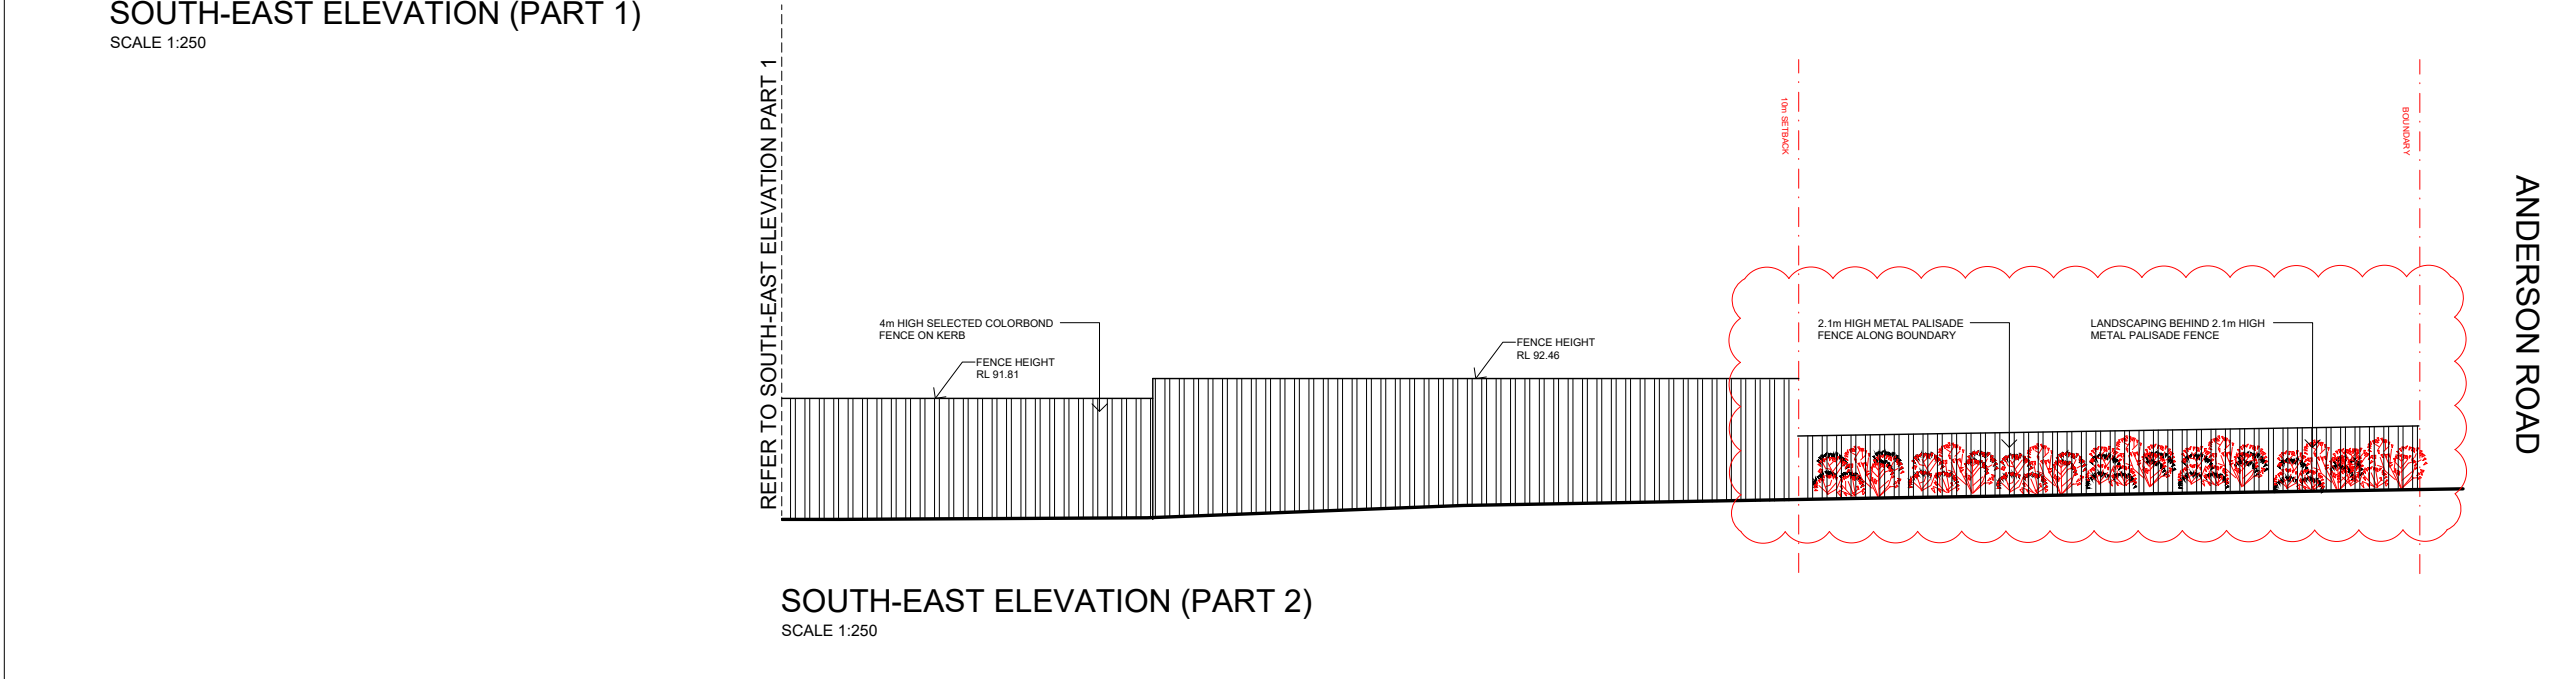 SOUTH-EAST ELEVATION (PART 1)
SCALE 1:250
REFER TO SOUTH-EAST ELEVATION PART 1
4m HIGH SELECTED COLORBOND
FENCE ON KERB
FENCE HEIGHT
RL 91.81
FENCE HEIGHT
RL 92.46
10m SETBACK
2.1m HIGH METAL PALISADE
FENCE ALONG BOUNDARY
LANDSCAPING BEHIND 2.1m HIGH
METAL PALISADE FENCE
BOUNDARY
ANDERSON ROAD
SOUTH-EAST ELEVATION (PART 2)
SCALE 1:250